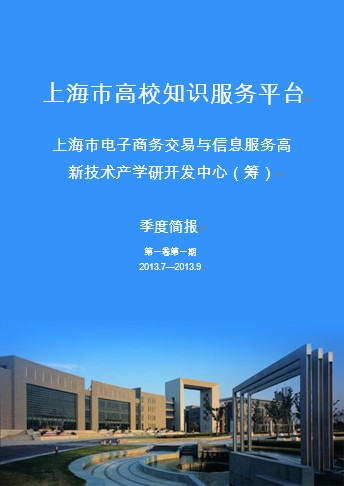 上海市高校知识服务平台
上海市电子商务交易与信息服务高
新技术产学研开发中心（筹）
季度简报
第一卷第一期
2013.7—2013.9